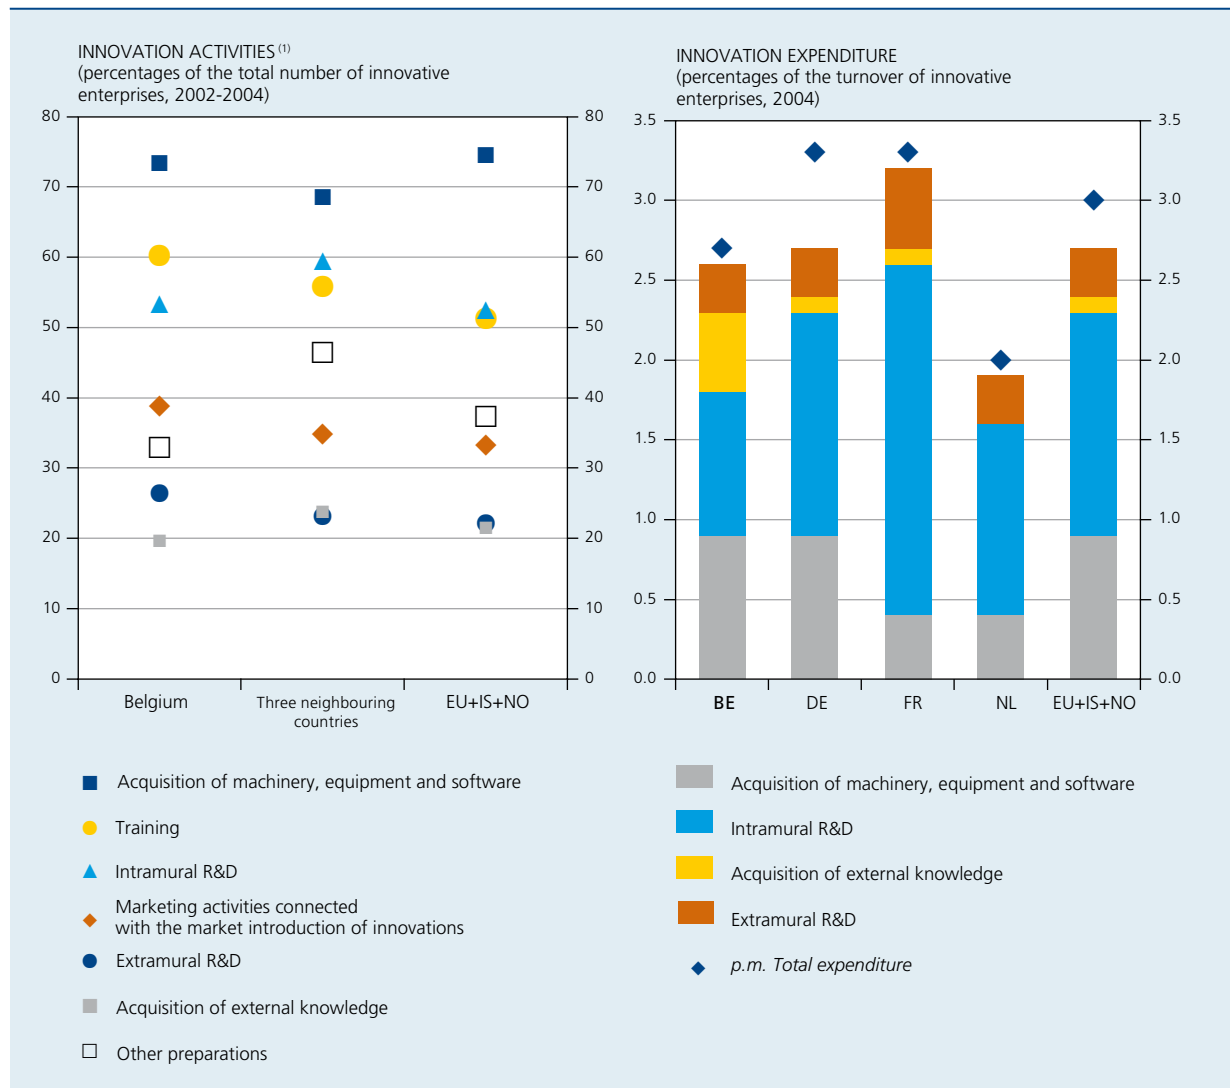 INNOVATION ACTIVITIES (1)
(percentages of the total number of innovative
enterprises, 2002-2004)
80
70
60
50
40
30
20
10
0
80
70
60
50
40
30
20
10
0
Belgium
Three neighbouring
countries
EU+IS+NO
Acquisition of machinery, equipment and software
Training
Intramural R&D
Marketing activities connected
with the market introduction of innovations
Extramural R&D
Acquisition of external knowledge
Other preparations
INNOVATION EXPENDITURE
(percentages of the turnover of innovative
enterprises, 2004)
3.5
3.0
2.5
2.0
1.5
1.0
0.5
0.0
3.5
3.0
2.5
2.0
1.5
1.0
0.5
0.0
BE
DE
FR
NL
EU+IS+NO
Acquisition of machinery, equipment and software
Intramural R&D
Acquisition of external knowledge
Extramural R&D
p.m. Total expenditure